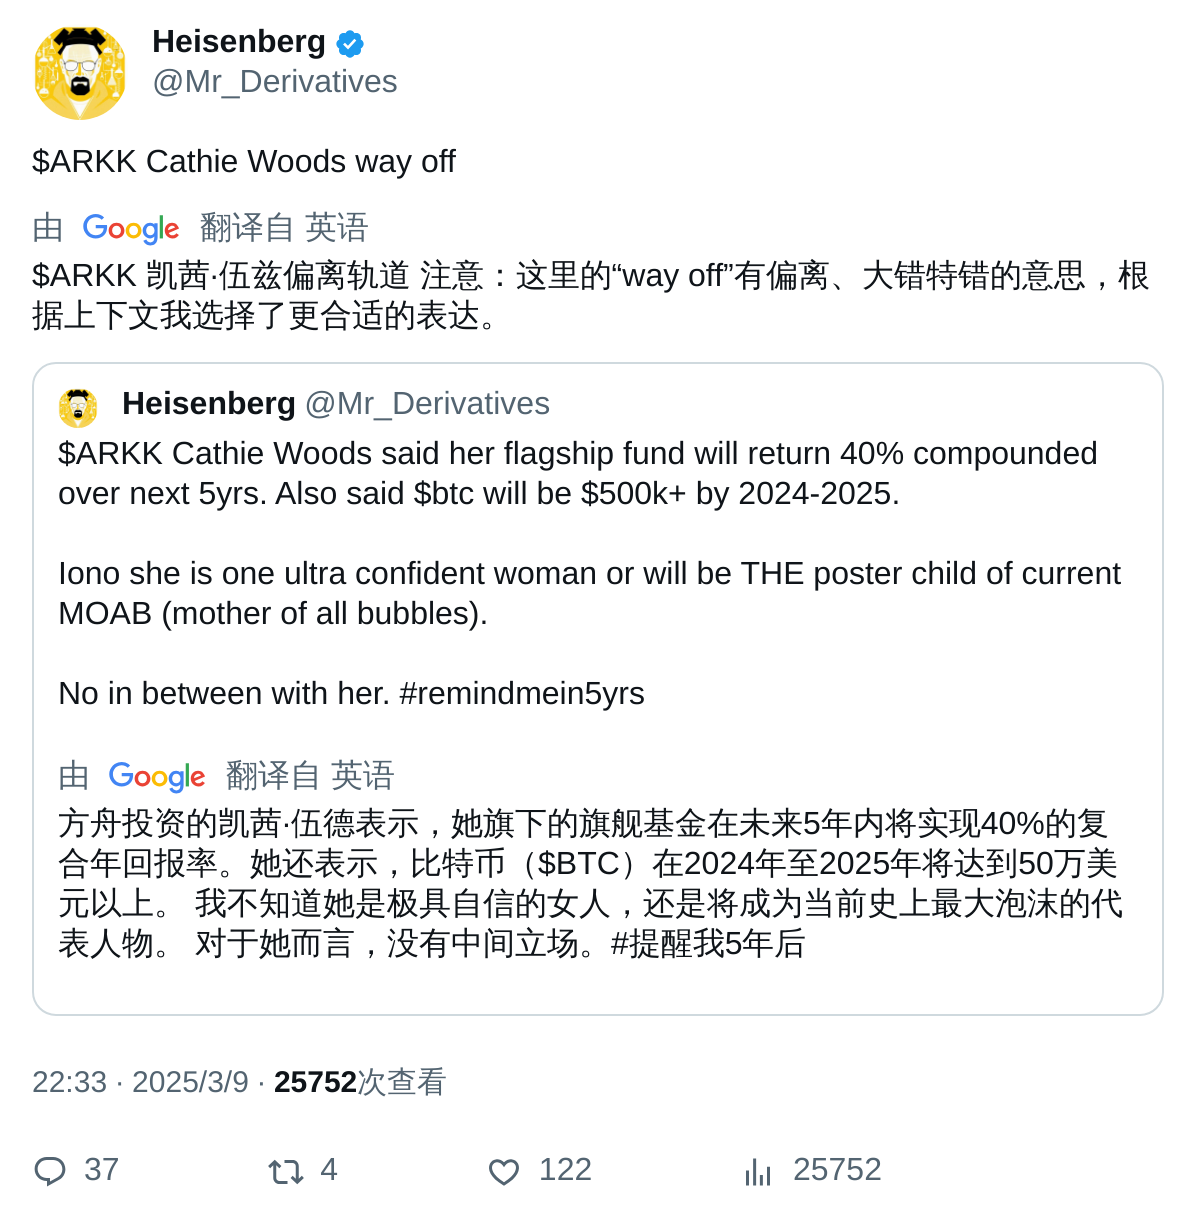 Heisenberg
@Mr_Derivatives
$ARKK Cathie Woods way off
由 Google 翻译自 英语
$ARKK 凯茜·伍兹偏离轨道 注意：这里的“way off”有偏离、大错特错的意思，根
据上下文我选择了更合适的表达。
Heisenberg @Mr_Derivatives
$ARKK Cathie Woods said her flagship fund will return 40% compounded
over next 5yrs. Also said $btc will be $500k+ by 2024-2025.
Iono she is one ultra confident woman or will be THE poster child of current
MOAB (mother of all bubbles).
No in between with her. #remindmein5yrs
由 Google 翻译自 英语
方舟投资的凯茜·伍德表示，她旗下的旗舰基金在未来5年内将实现40%的复
合年回报率。她还表示，比特币（$BTC）在2024年至2025年将达到50万美
元以上。 我不知道她是极具自信的女人，还是将成为当前史上最大泡沫的代
表人物。 对于她而言，没有中间立场。#提醒我5年后
22:33 · 2025/3/9 · 25752次查看
37 4 122 25752